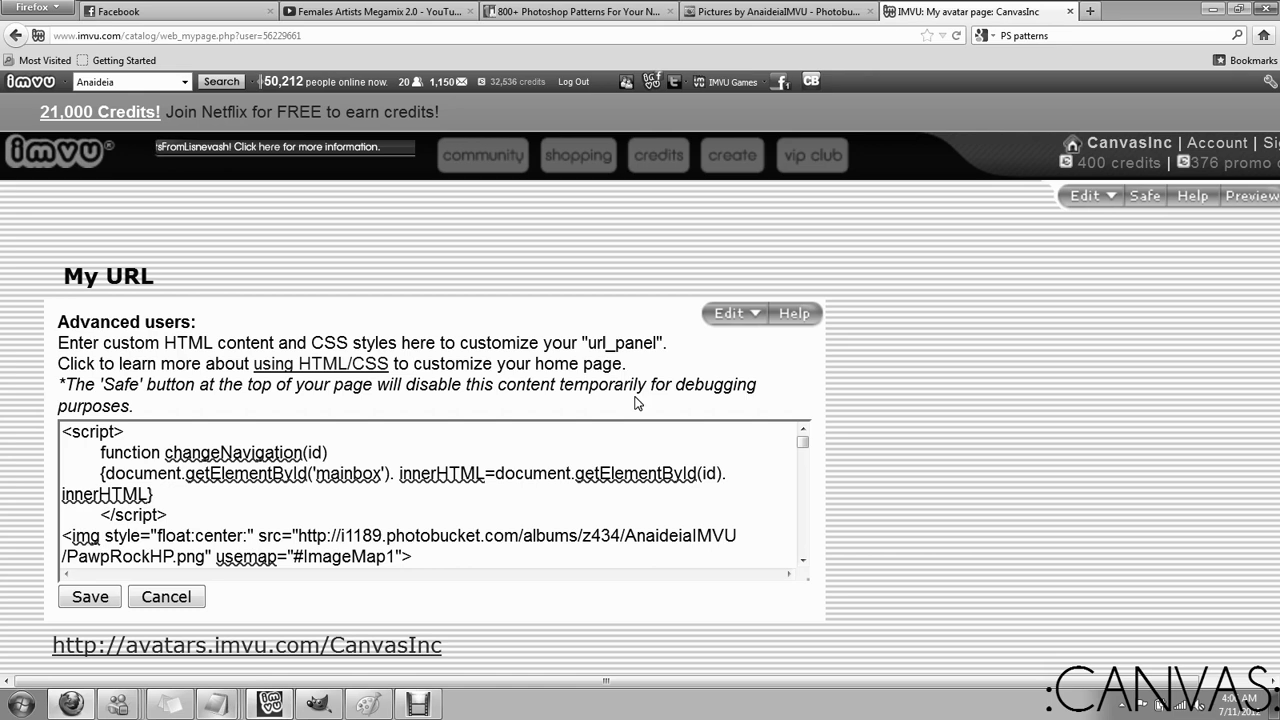 Firefox
Facebook
Females Artists Megamix 2.0 - YouTu...
800+ Photoshop Patterns For Your N...
Pictures by AnaideiaIMVU - Photobu...
IMVU: My avatar page: CanvasInc
www.imvu.com/catalog/web_mypage.php?user=56229661
PS patterns
Most Visited
Getting Started
Bookmarks
imvu
Anaideia
Search
50,212 people online now.
20
1,150
32,536 credits
Log Out
IMVU Games
CB
21,000 Credits! Join Netflix for FREE to earn credits!
imvu
sFromLisnevash! Click here for more information.
community
shopping
credits
create
vip club
CanvasInc | Account | Si
400 credits | 376 promo
Edit
Safe
Help
Preview
My URL
Edit
Help
Advanced users:
Enter custom HTML content and CSS styles here to customize your "url_panel".
Click to learn more about using HTML/CSS to customize your home page.
*The 'Safe' button at the top of your page will disable this content temporarily for debugging
purposes.
<script>
function changeNavigation(id)
{document.getElementById('mainbox'). innerHTML=document.getElementById(id).
innerHTML}
</script>
<img style="float:center:" src="http://i1189.photobucket.com/albums/z434/AnaideiaIMVU
/PawpRockHP.png" usemap="#ImageMap1">
Save
Cancel
http://avatars.imvu.com/CanvasInc
:CANVAS:
7/11/2012